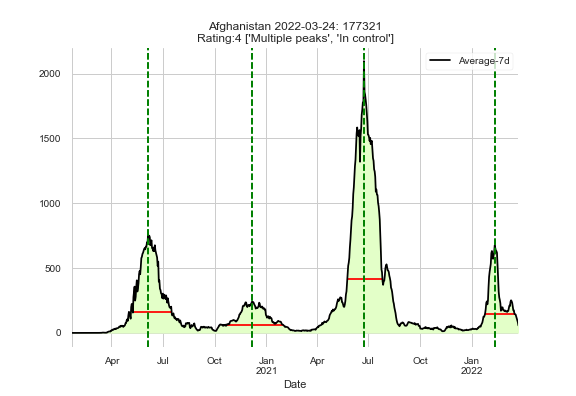 Afghanistan 2022-03-24: 177321
Rating:4 ['Multiple peaks', 'In control']
Average-7d
2000
1500
1000
500
0
Apr Jul Oct Jan Apr Jul Oct Jan
2021 2022
Date